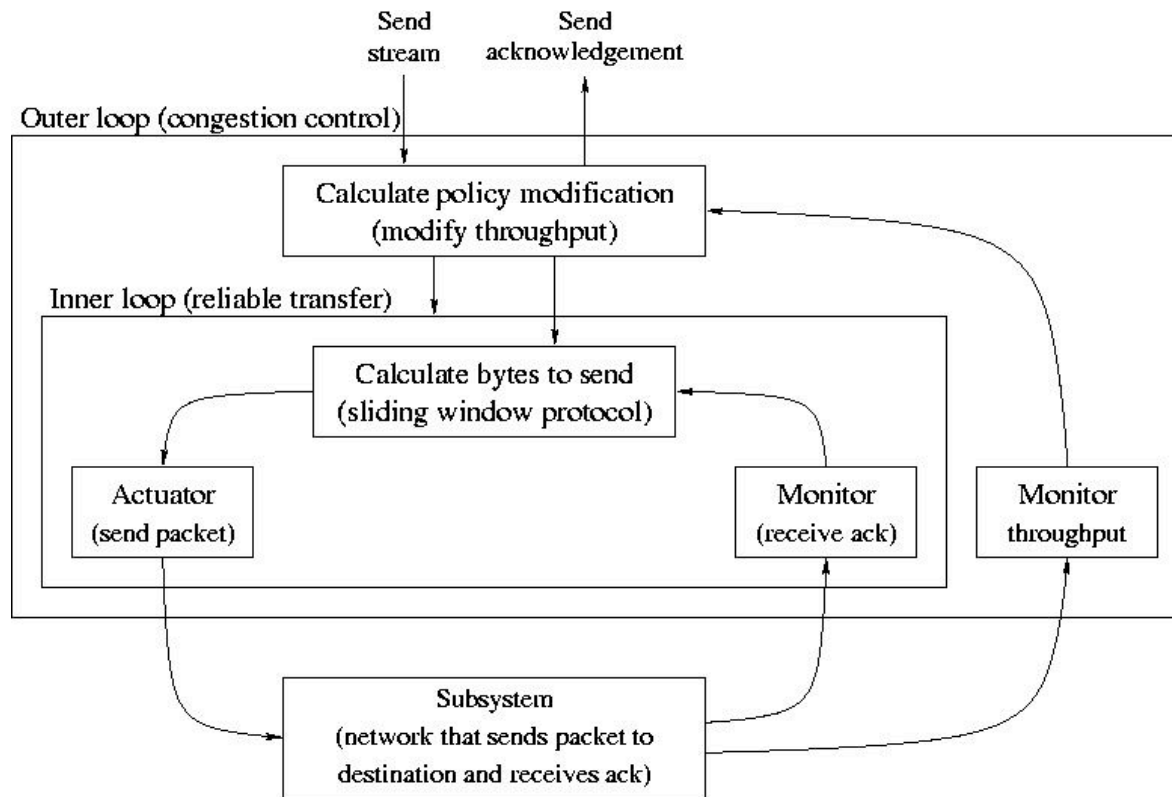 Send
stream
Send
acknowledgement
Outer loop (congestion control)
Calculate policy modification
(modify throughput)
Inner loop (reliable transfer)
Calculate bytes to send
(sliding window protocol)
Actuator
(send packet)
Monitor
(receive ack)
Monitor
throughput
Subsystem
(network that sends packet to
destination and receives ack)